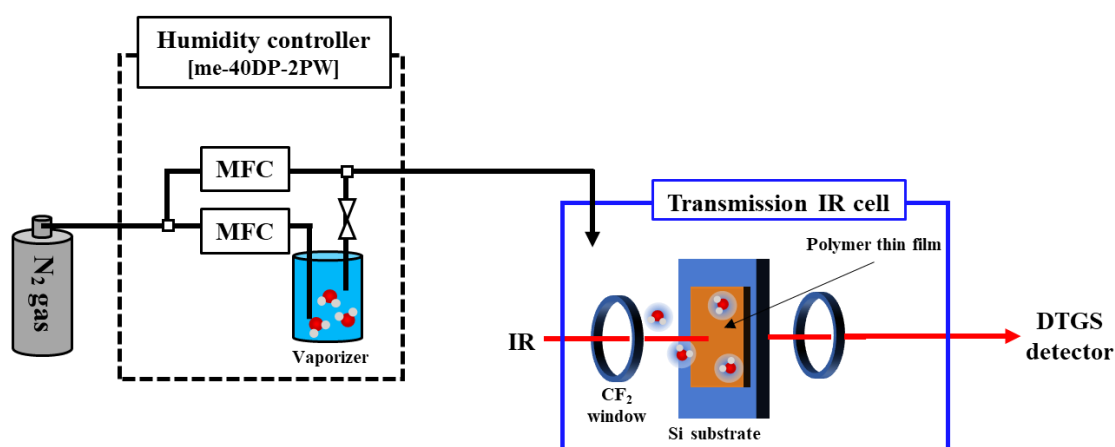 Humidity controller
[me-40DP-2PW]
MFC
MFC
N₂ gas
Vaporizer
Transmission IR cell
Polymer thin film
IR
DTGS
detector
CF₂
window
Si substrate